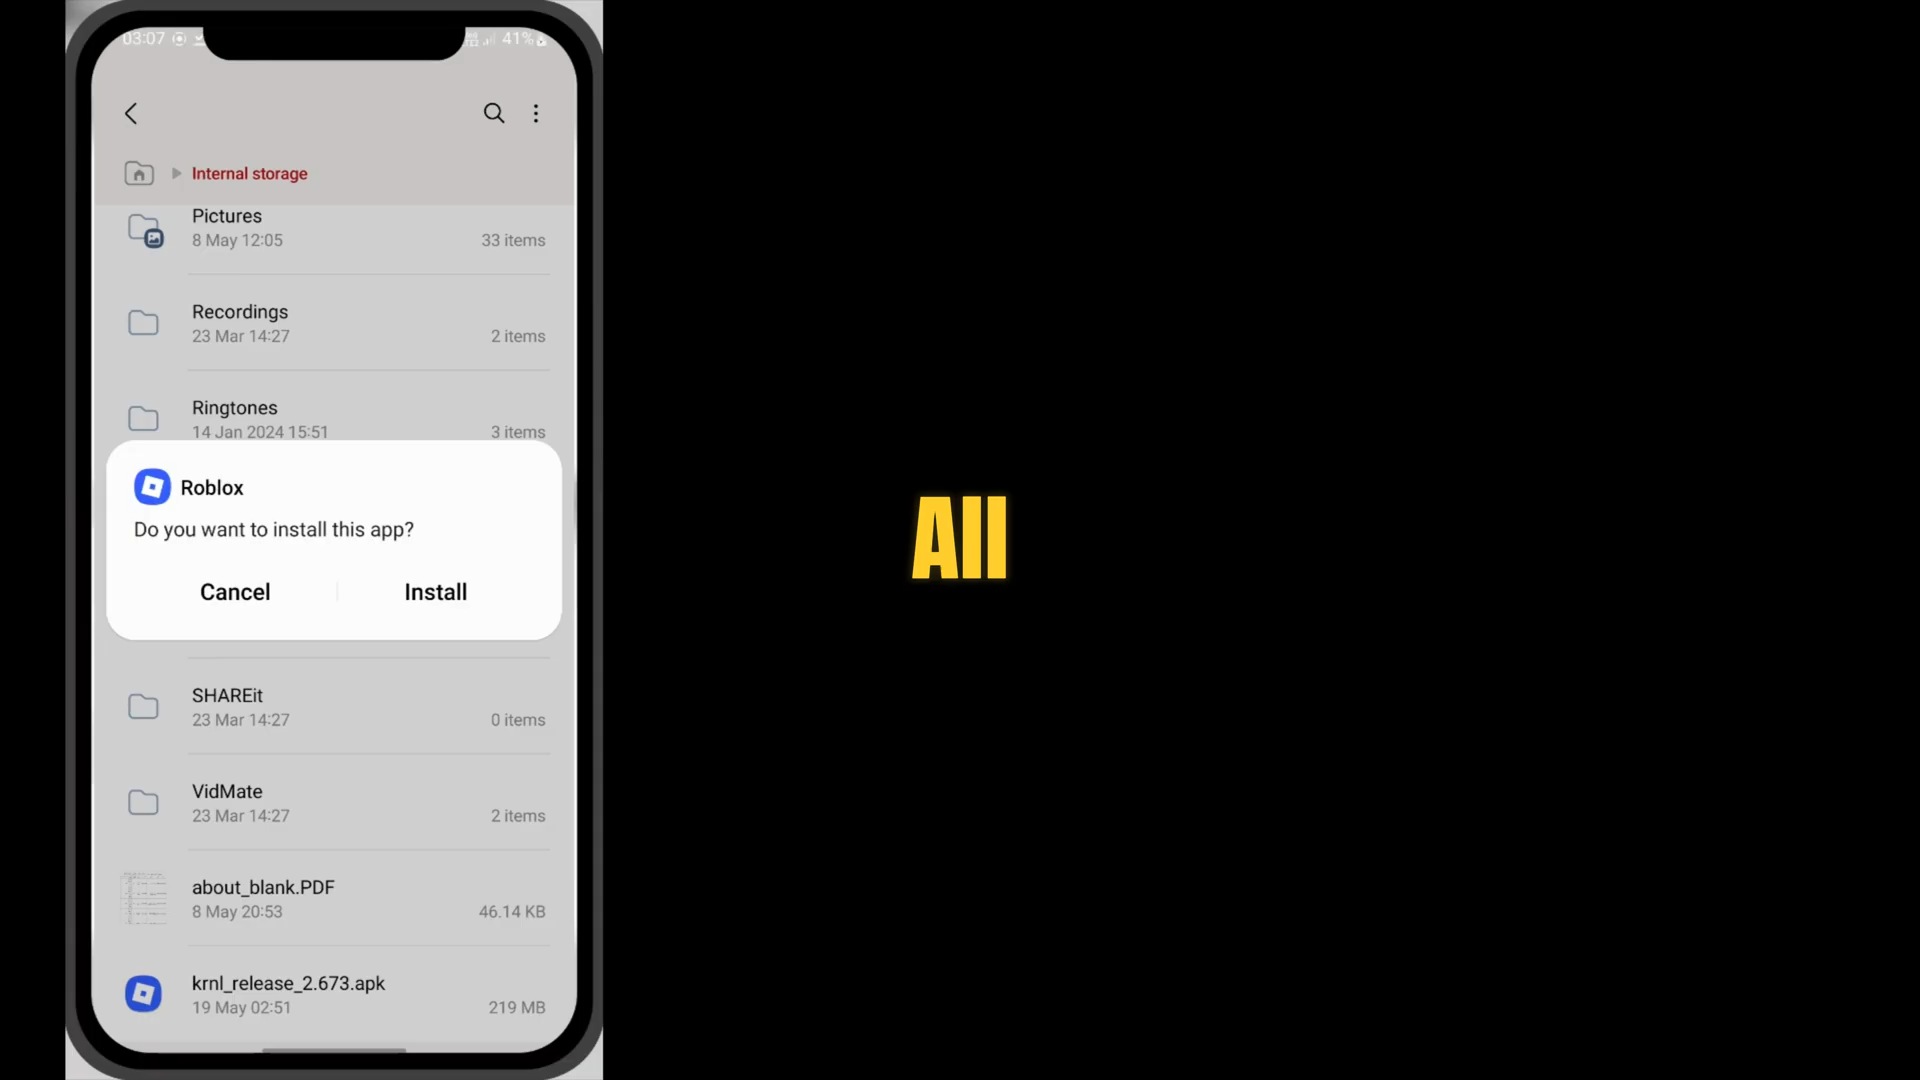 03:07
41%
Internal storage
Pictures
8 May 12:05
33 items
Recordings
23 Mar 14:27
2 items
Ringtones
14 Jan 2024 15:51
3 items
Roblox
Do you want to install this app?
Cancel
Install
SHAREit
23 Mar 14:27
0 items
VidMate
23 Mar 14:27
2 items
about_blank.PDF
8 May 20:53
46.14 KB
krnl_release_2.673.apk
19 May 02:51
219 MB
All